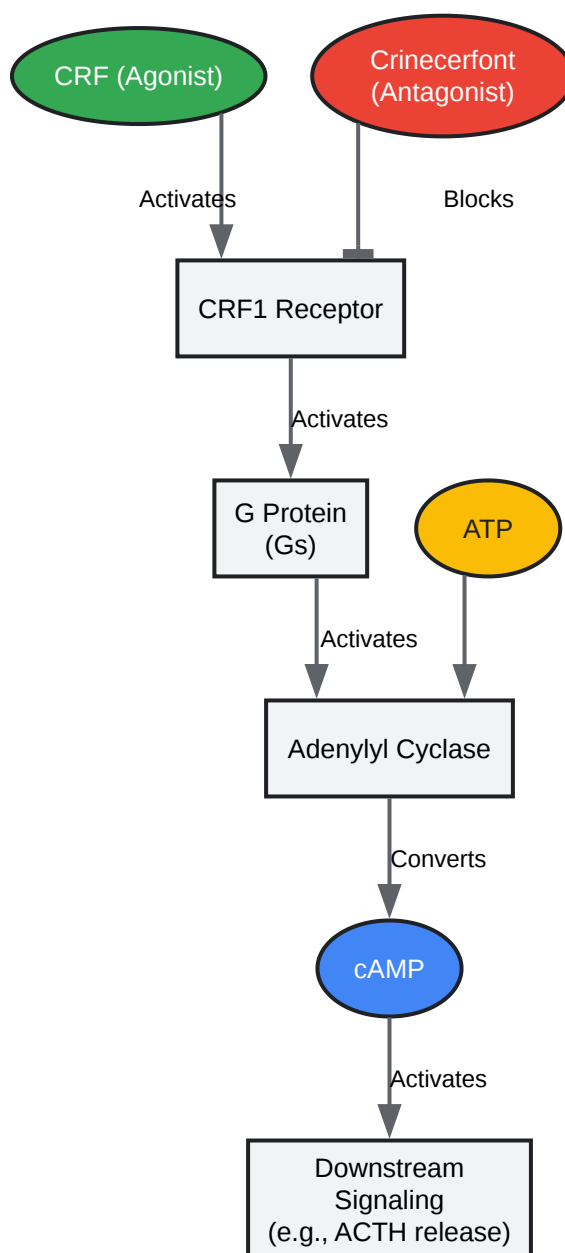 CRF (Agonist)
Crinecerfont
(Antagonist)
Activates
Blocks
CRF1 Receptor
Activates
G Protein
(Gs)
ATP
Activates
Adenylyl Cyclase
Converts
cAMP
Activates
Downstream
Signaling
(e.g., ACTH release)